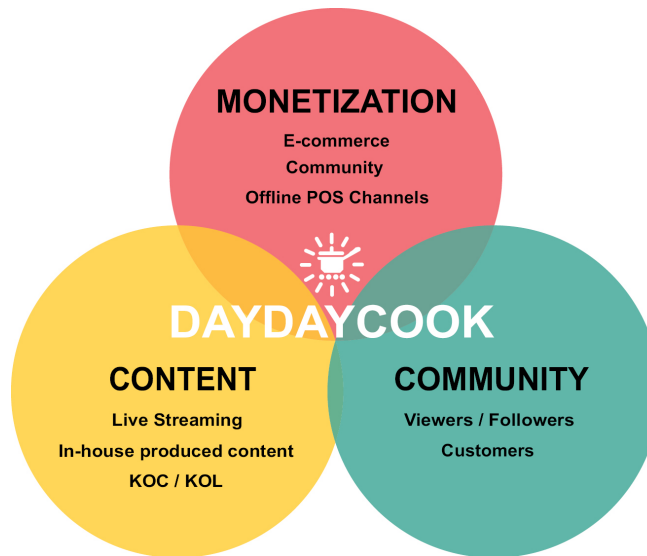 MONETIZATION
E-commerce
Community
Offline POS Channels
DAYDAYCOOK
CONTENT
Live Streaming
In-house produced content
KOC / KOL
COMMUNITY
Viewers / Followers
Customers